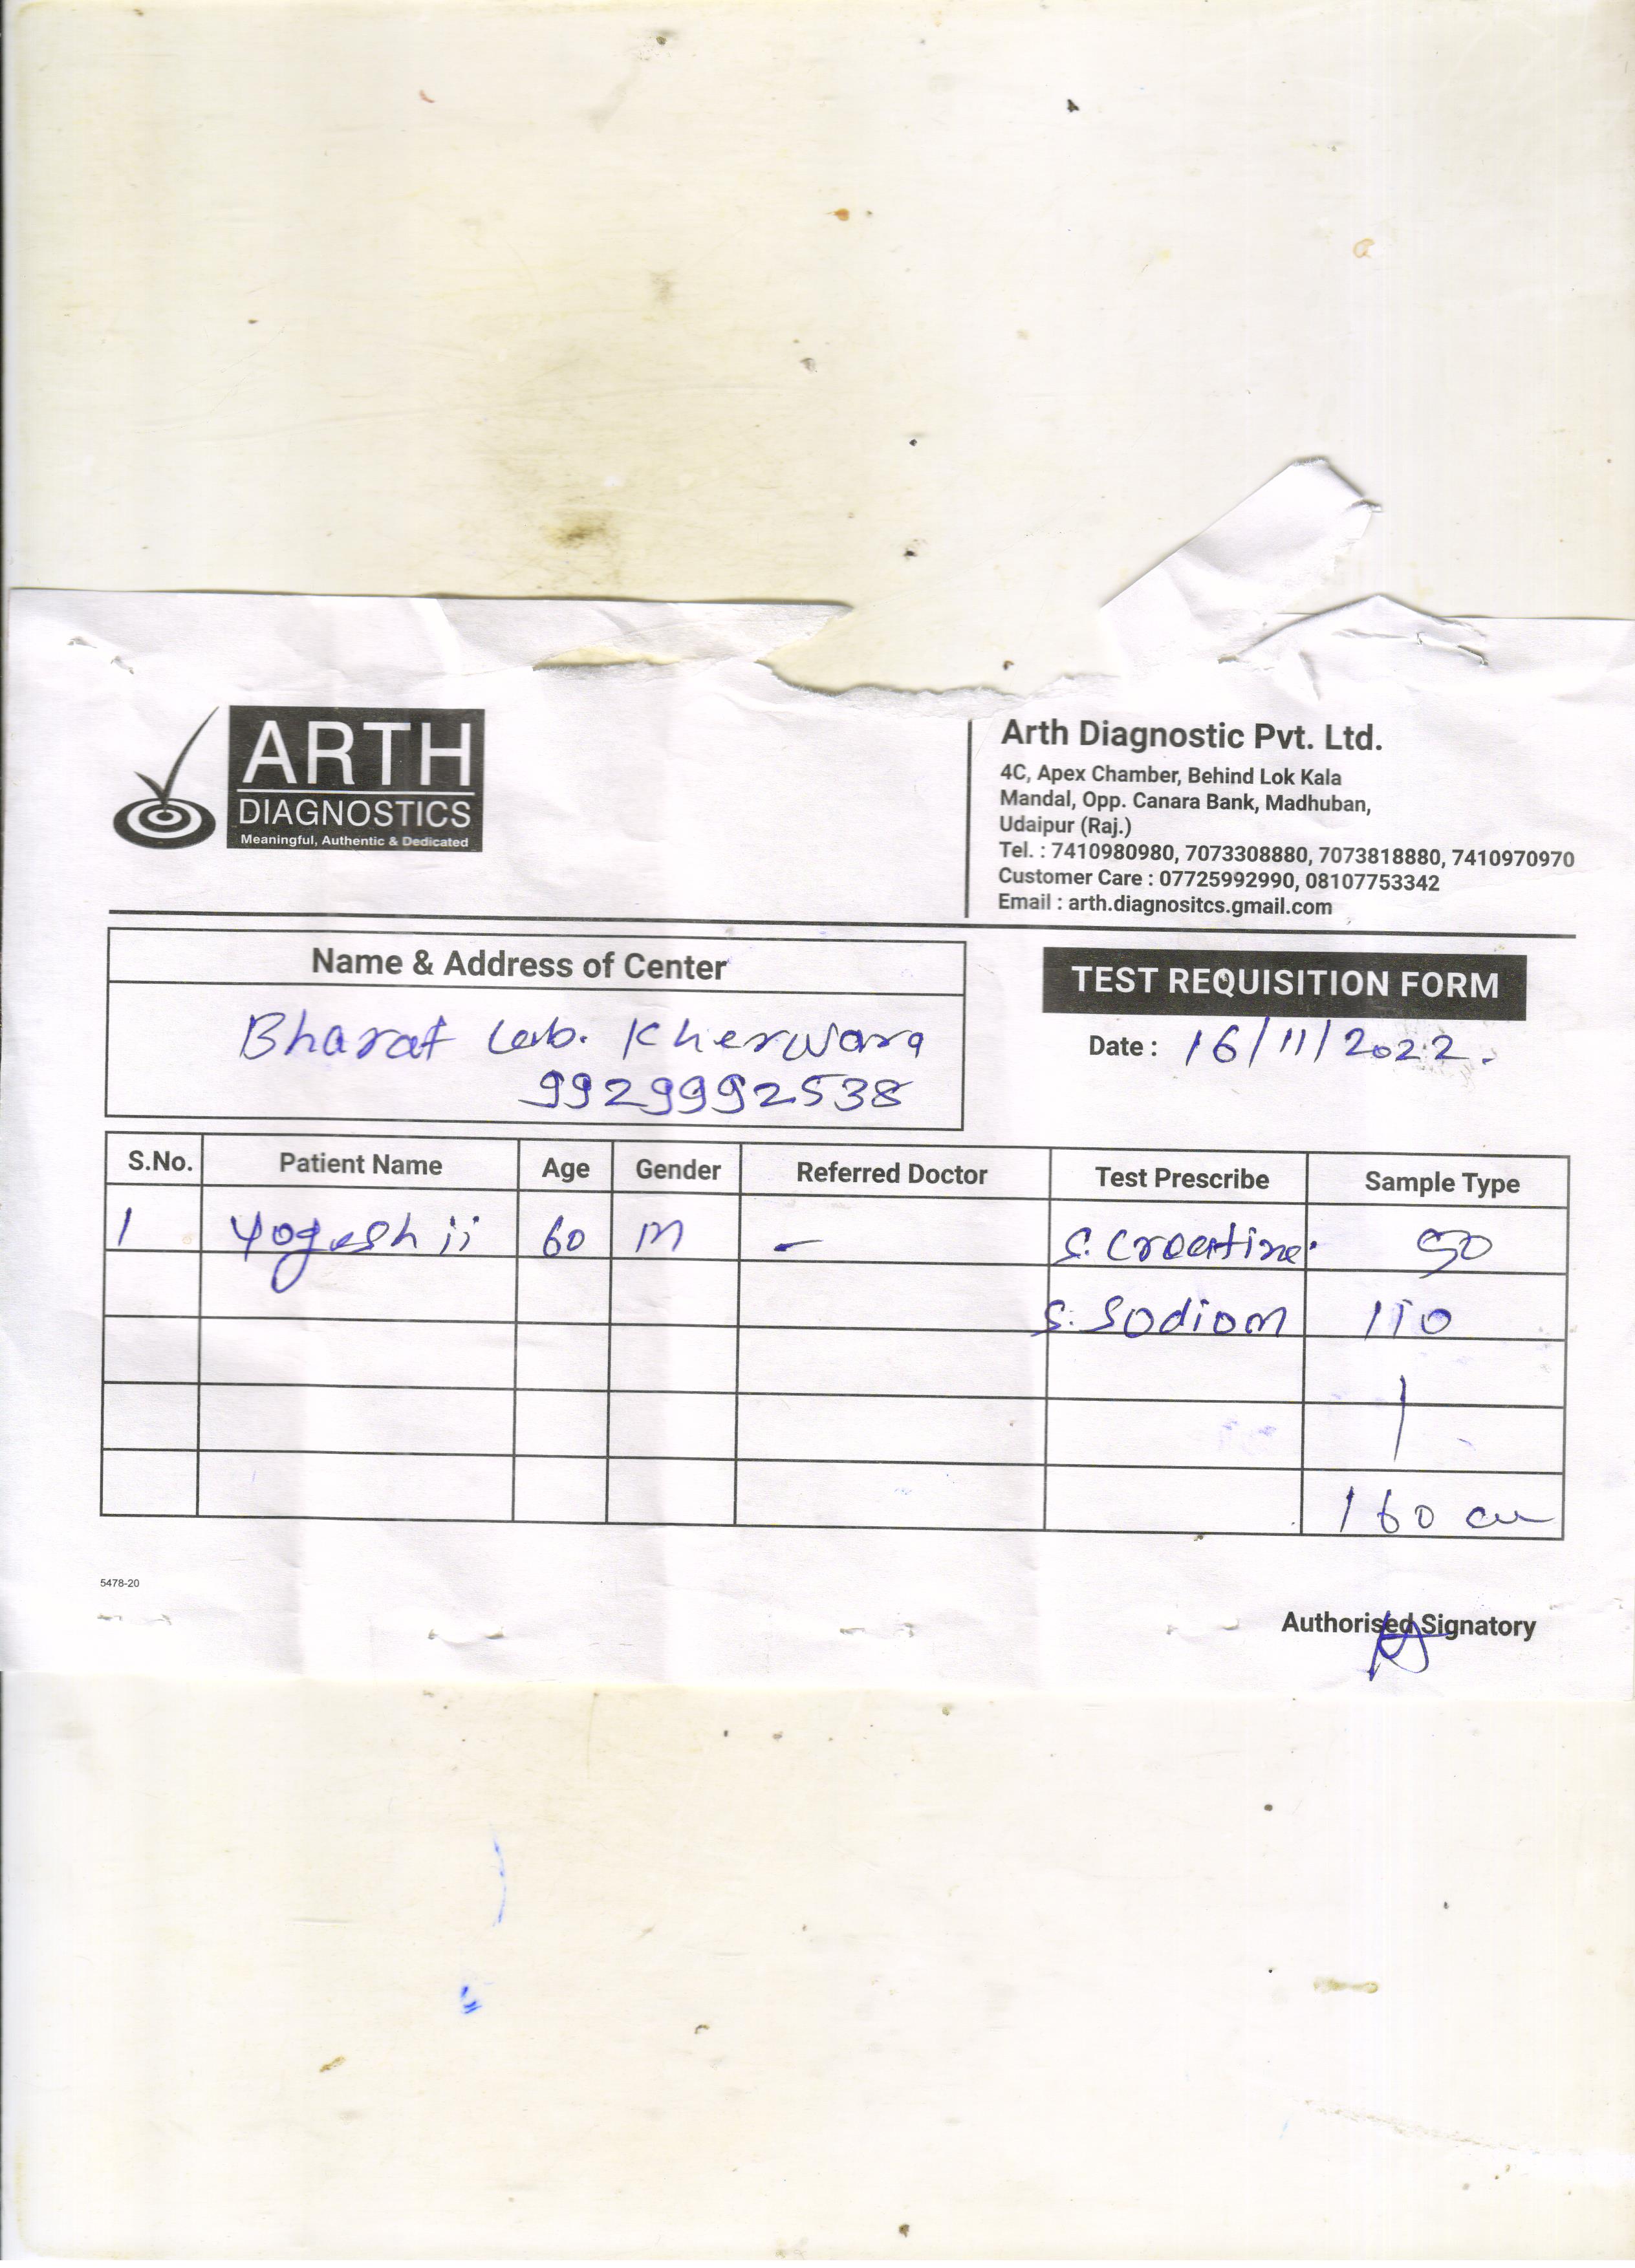 ARTH
DIAGNOSTICS
Meaningful, Authentic & Dedicated
Arth Diagnostic Pvt. Ltd.
4C, Apex Chamber, Behind Lok Kala
Mandal, Opp. Canara Bank, Madhuban,
Udaipur (Raj.)
Tel. : 7410980980, 7073308880, 7073818880, 7410970970
Customer Care : 07725992990, 08107753342
Email : arth.diagnositcs.gmail.com
Name & Address of Center
Bharat Lab. Kherwara
99299992538
TEST REQUISITION FORM
Date : 16/11/2022.
S.No. Patient Name Age Gender Referred Doctor Test Prescribe Sample Type
1 Yogesh ji 60 M – S. Creatine. 50
S. Sodiom 110
160
5478-20
Authorised Signatory